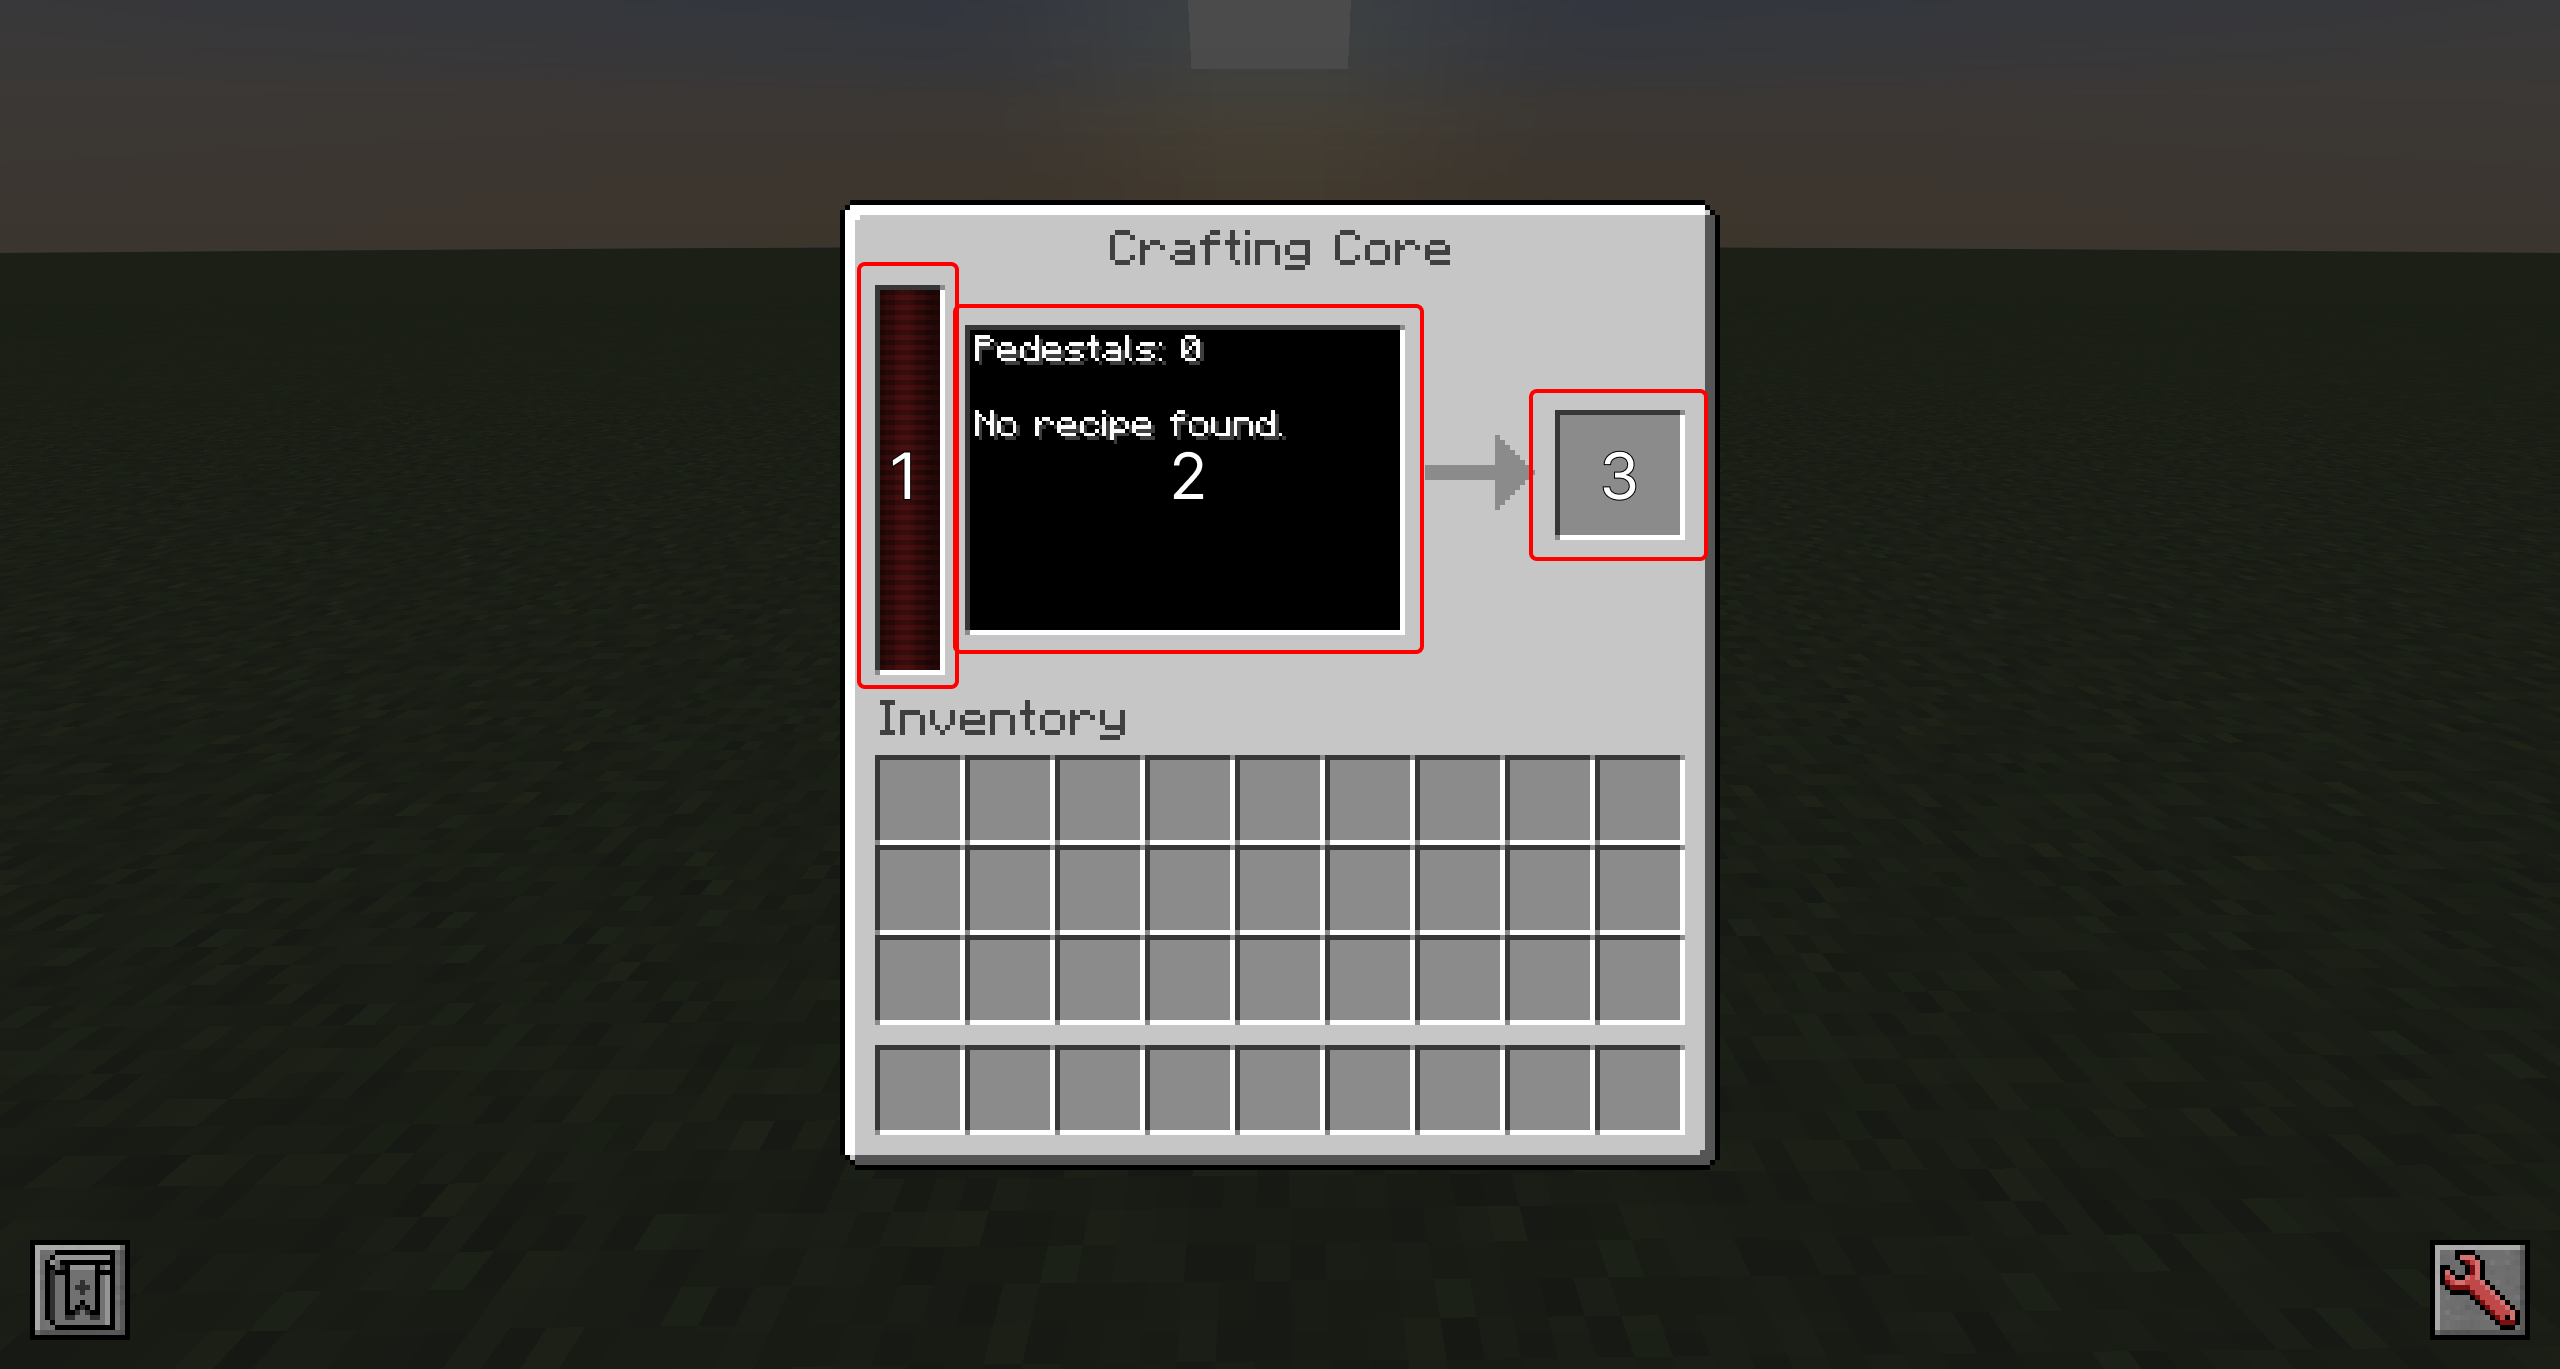 Crafting Core
Pedestals: 0
No recipe found.
1
2
3
Inventory